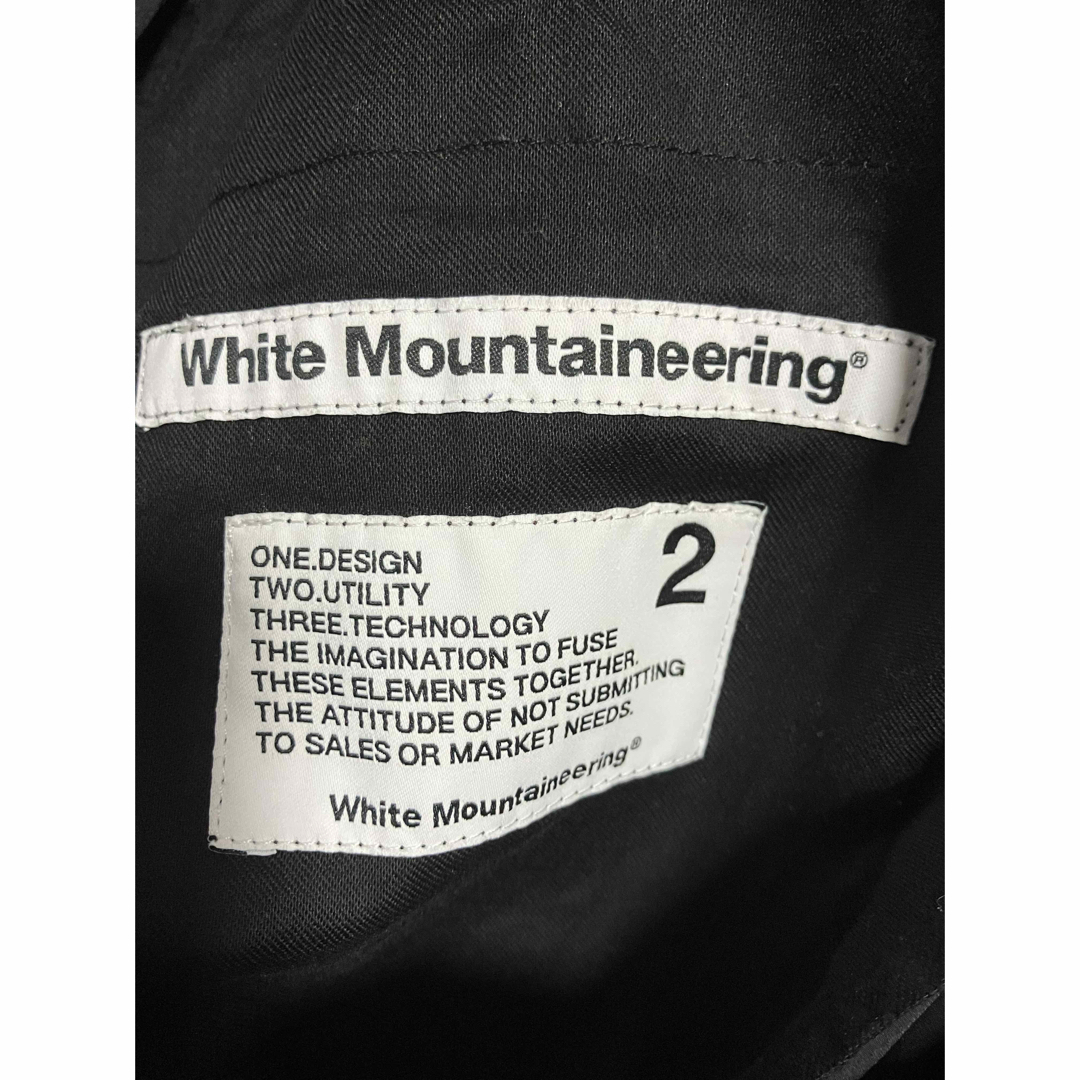 White Mountaineering®
2
ONE.DESIGN
TWO.UTILITY
THREE.TECHNOLOGY
THE IMAGINATION TO FUSE
THESE ELEMENTS TOGETHER.
THE ATTITUDE OF NOT SUBMITTING
TO SALES OR MARKET NEEDS.
White Mountaineering®